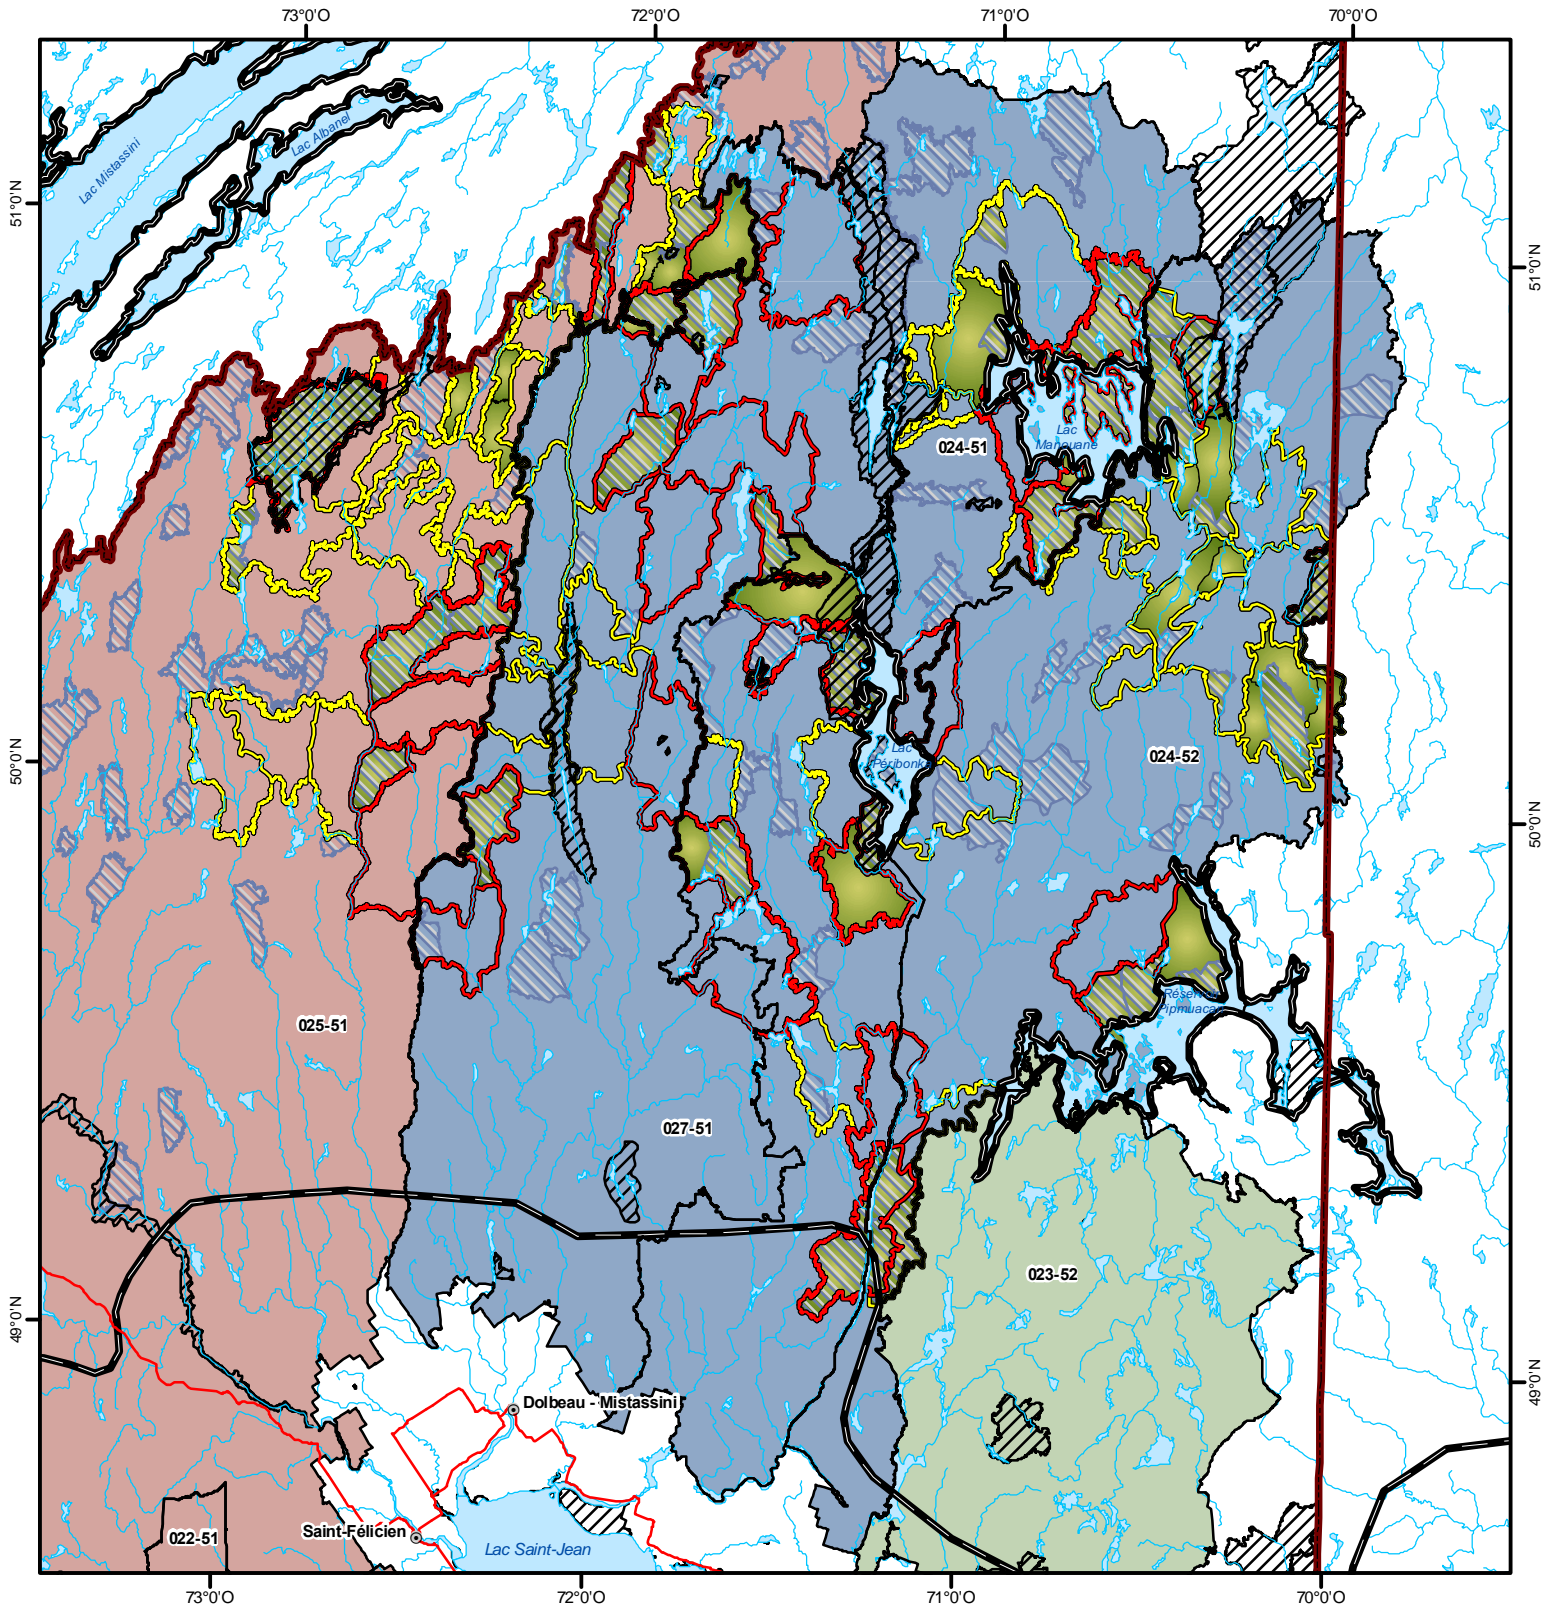 73°0'O
72°0'O
71°0'O
70°0'O
Lac Mistassini
Lac Albanel
51°0'N
51°0'N
Lac
Manouane
024-51
50°0'N
50°0'N
Lac
Péribonka
024-52
Pipmuacan
025-51
027-51
023-52
49°0'N
49°0'N
Dolbeau - Mistassini
Saint-Félicien
Lac Saint-Jean
022-51
73°0'O
72°0'O
71°0'O
70°0'O